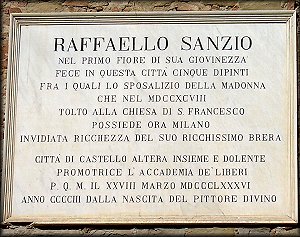 RAFFAELLO SANZIO
NEL PRIMO FIORE DI SUA GIOVINEZZA
FECE IN QUESTA CITTÀ CINQUE DIPINTI
FRA I QUALI LO SPOSALIZIO DELLA MADONNA
CHE NEL MDCCXCVIII
TOLTO ALLA CHIESA DI S. FRANCESCO
POSSIEDE ORA MILANO
INVIDIATA RICCHEZZA DEL SUO RICCHISSIMO BRERA
CITTÀ DI CASTELLO ALTERA INSIEME E DOLENTE
PROMOTRICE L'ACCADEMIA DE' LIBERI
P. Q. M. IL XXVIII MARZO MDCCCLXXXVI
ANNO CCCCIII DALLA NASCITA DEL PITTORE DIVINO